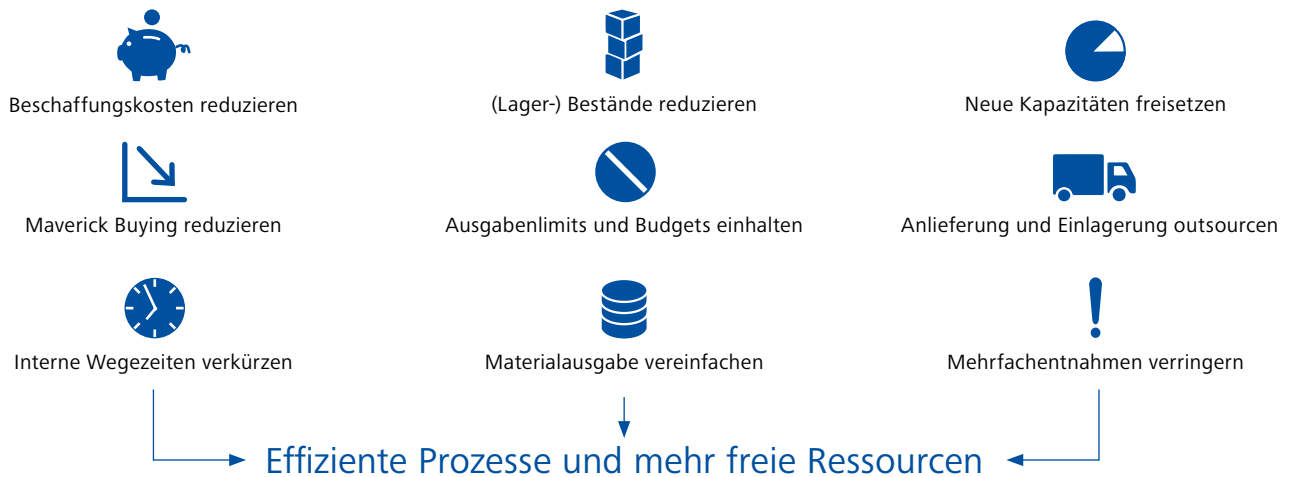 Beschaffungskosten reduzieren
(Lager-) Bestände reduzieren
Neue Kapazitäten freisetzen
Maverick Buying reduzieren
Ausgabenlimits und Budgets einhalten
Anlieferung und Einlagerung outsourcen
Interne Wegezeiten verkürzen
Materialausgabe vereinfachen
Mehrfachentnahmen verringern
Effiziente Prozesse und mehr freie Ressourcen